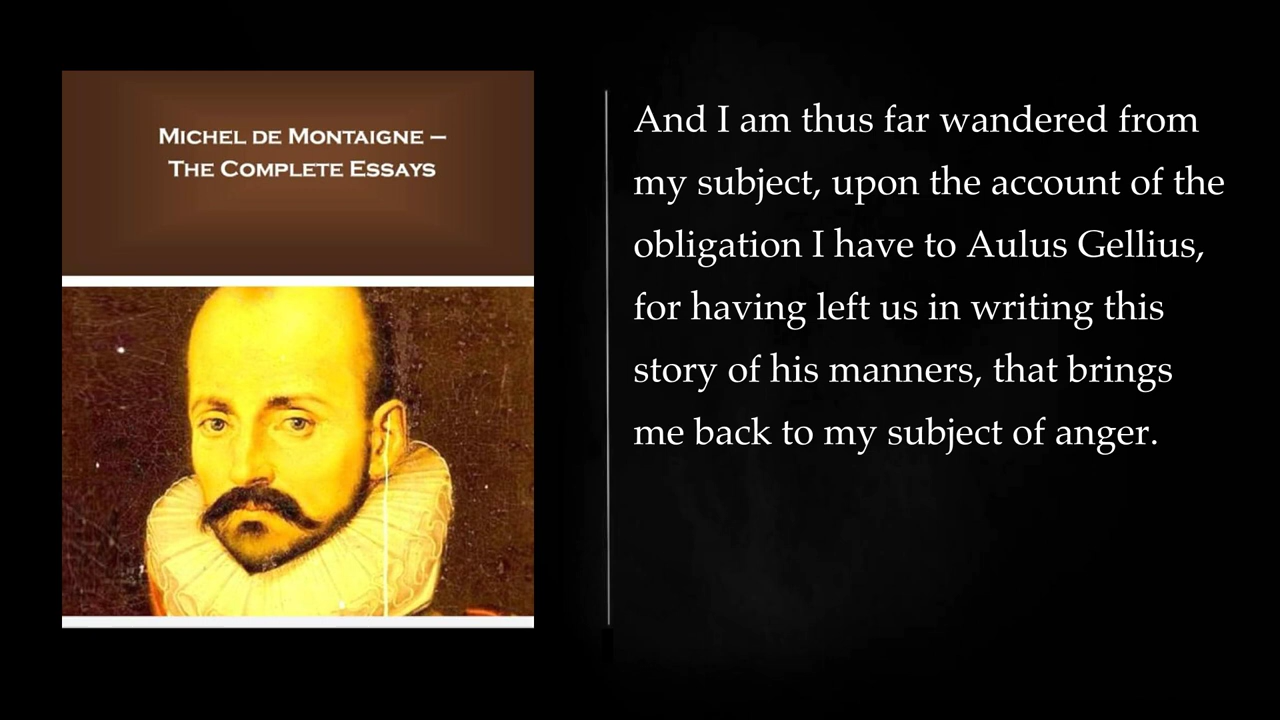 MICHEL DE MONTAIGNE –
THE COMPLETE ESSAYS
And I am thus far wandered from
my subject, upon the account of the
obligation I have to Aulus Gellius,
for having left us in writing this
story of his manners, that brings
me back to my subject of anger.